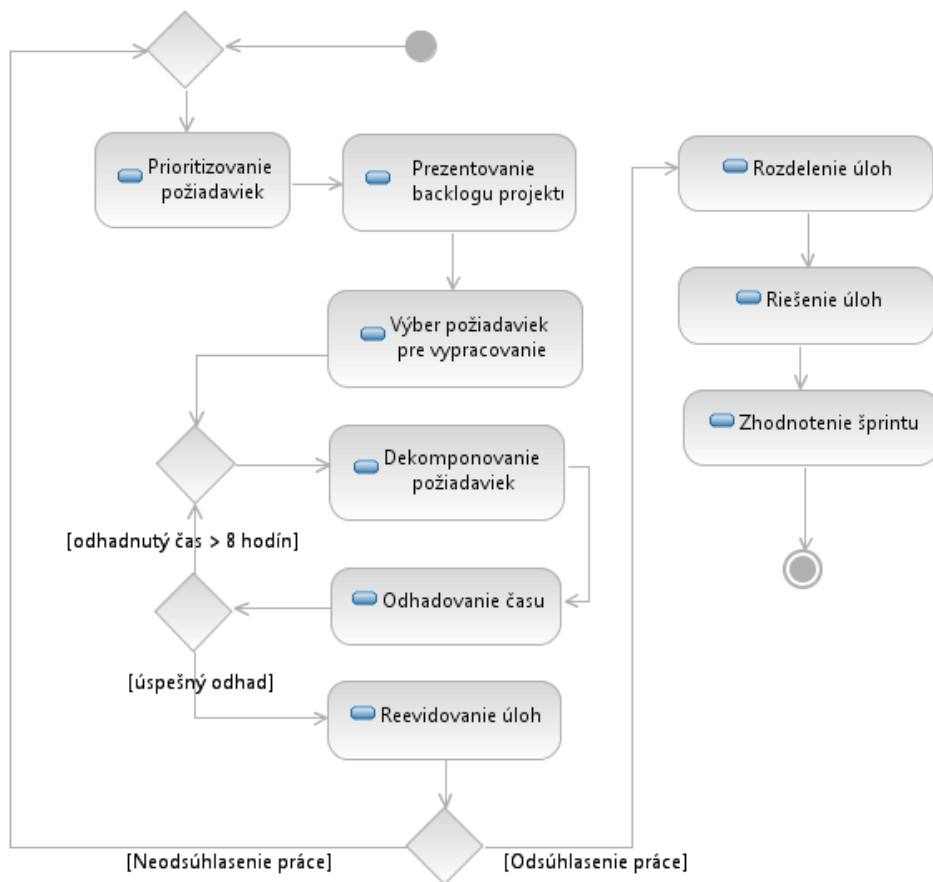 Prioritizovanie
požiadaviek
Prezentovanie
backlogu projektu
Výber požiadaviek
pre vypracovanie
Dekomponovanie
požiadaviek
[odhadnutý čas > 8 hodín]
Odhadovanie času
[úspešný odhad]
Reevidovanie úloh
[Neodsúhlasenie práce]
[Odsúhlasenie práce]
Rozdelenie úloh
Riešenie úloh
Zhodnotenie šprintu